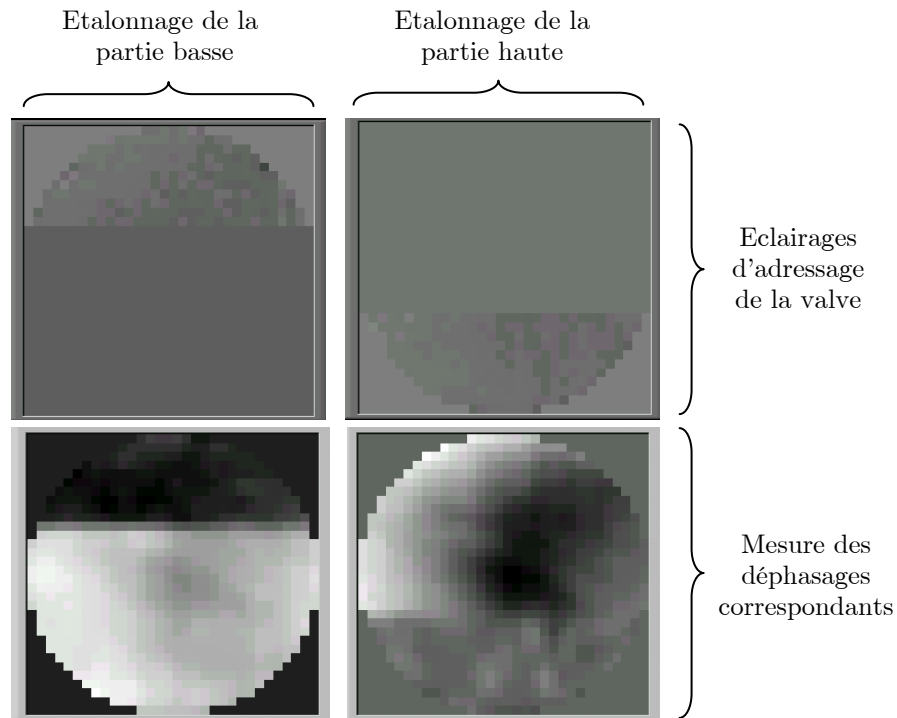 Etalonnage de la
partie basse
Etalonnage de la
partie haute
Eclairages
d'adressage
de la valve
Mesure des
déphasages
correspondants